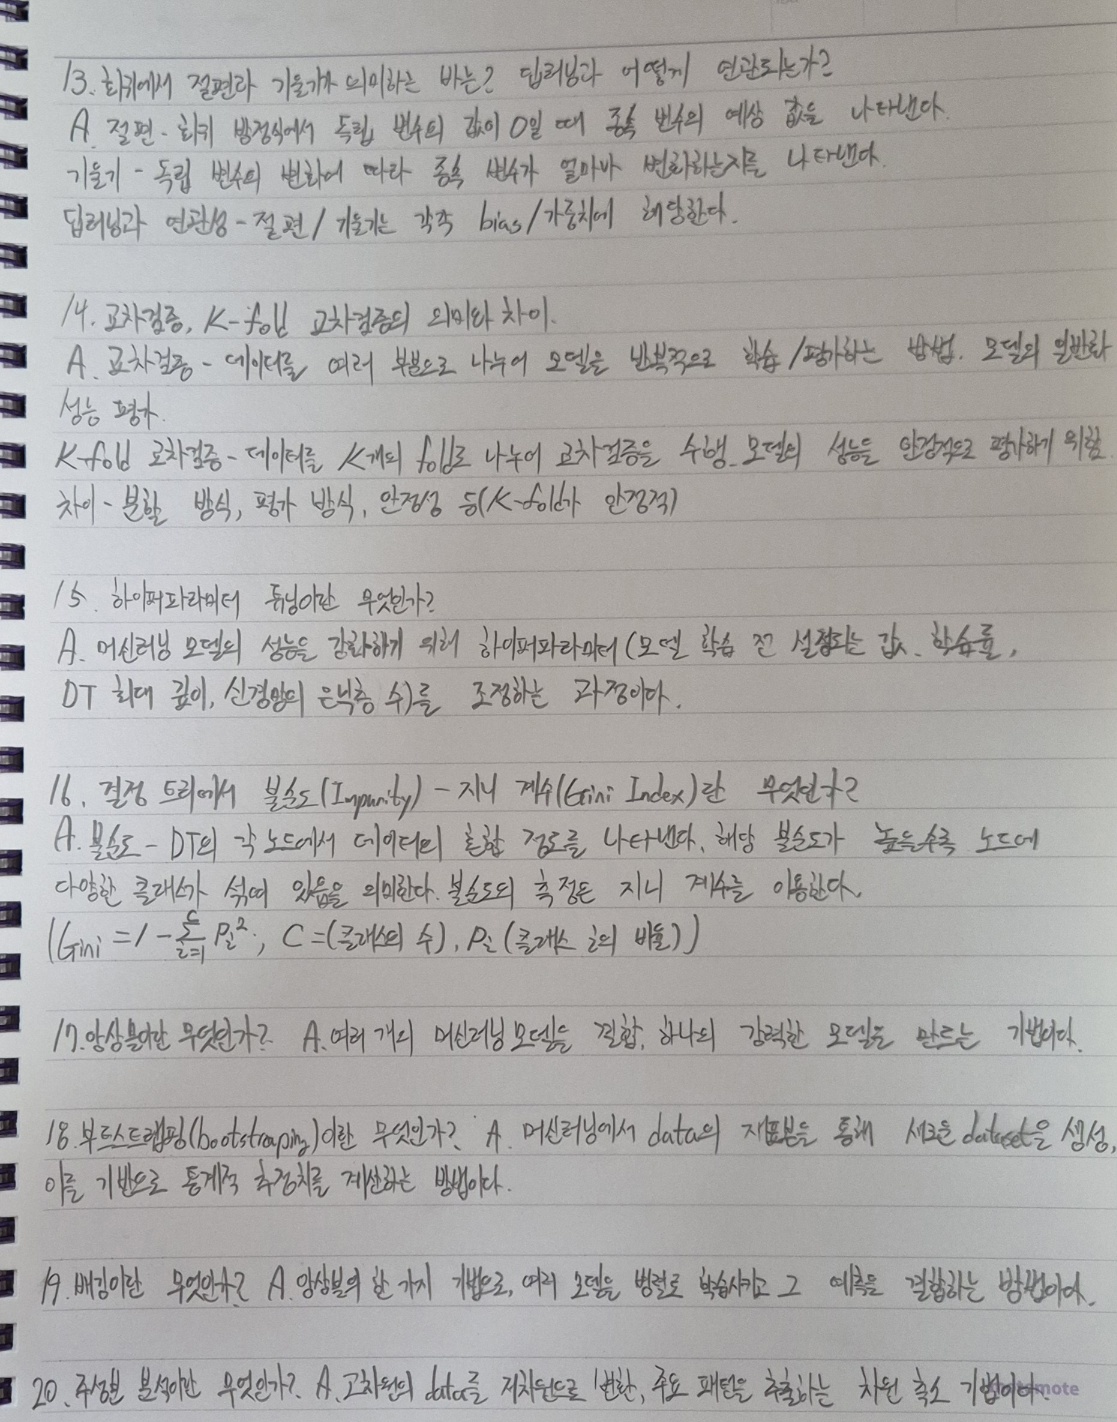 13. 회귀에서 절편과 기울기가 의미하는 바는? 딥러닝과 어떻게 연관되는가?
A. 절편 - 회귀 방정식에서 독립 변수의 값이 0일 때 종속 변수의 예상 값을 나타낸다.
기울기 - 독립 변수의 변화에 따라 종속 변수가 얼마나 변화하는지를 나타낸다.
딥러닝과 연관성 - 절편/기울기는 각각 bias/가중치에 해당한다.
14. 교차검증, K-fold 교차검증의 의미와 차이.
A. 교차검증 - 데이터를 여러 부분으로 나누어 모델을 반복적으로 학습/평가하는 방법. 모델의 일반화
성능 평가.
K-fold 교차검증 - 데이터를 K개의 fold로 나누어 교차검증을 수행. 모델의 성능을 안정적으로 평가하기 위함.
차이 - 분할 방식, 평가 방식, 안정성 등(K-fold가 안정적)
15. 하이퍼파라미터 튜닝이란 무엇인가?
A. 머신러닝 모델의 성능을 강화하기 위해 하이퍼파라미터(모델 학습 전 설정되는 값. 학습률,
DT 최대 깊이, 신경망의 은닉층 수)를 조정하는 과정이다.
16. 결정 트리에서 불순도(Impurity) - 지니 계수(Gini Index)란 무엇인가?
A. 불순도 - DT의 각 노드에서 데이터의 혼합 정도를 나타낸다. 해당 불순도가 높을수록 노드에
다양한 클래스가 섞여 있음을 의미한다. 불순도의 측정은 지니 계수를 이용한다.
(Gini = 1 - Σ_{i=1}^{C} Pi², C = (클래스의 수), Pi (클래스 i의 비율))
17. 앙상블이란 무엇인가? A. 여러 개의 머신러닝 모델을 결합, 하나의 강력한 모델을 만드는 기법이다.
18. 부트스트랩핑(bootstraping)이란 무엇인가? A. 머신러닝에서 data의 재표본을 통해 새로운 dataset을 생성,
이를 기반으로 통계적 추정치를 계산하는 방법이다.
19. 배깅이란 무엇인가? A. 앙상블의 한 가지 기법으로, 여러 모델을 병렬로 학습시키고 그 예측을 결합하는 방법이다.
20. 주성분 분석이란 무엇인가? A. 고차원의 data를 저차원으로 변환, 주요 패턴을 추출하는 차원 축소 기법이다.